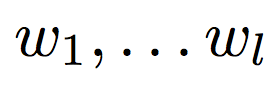 w₁, … wₗ